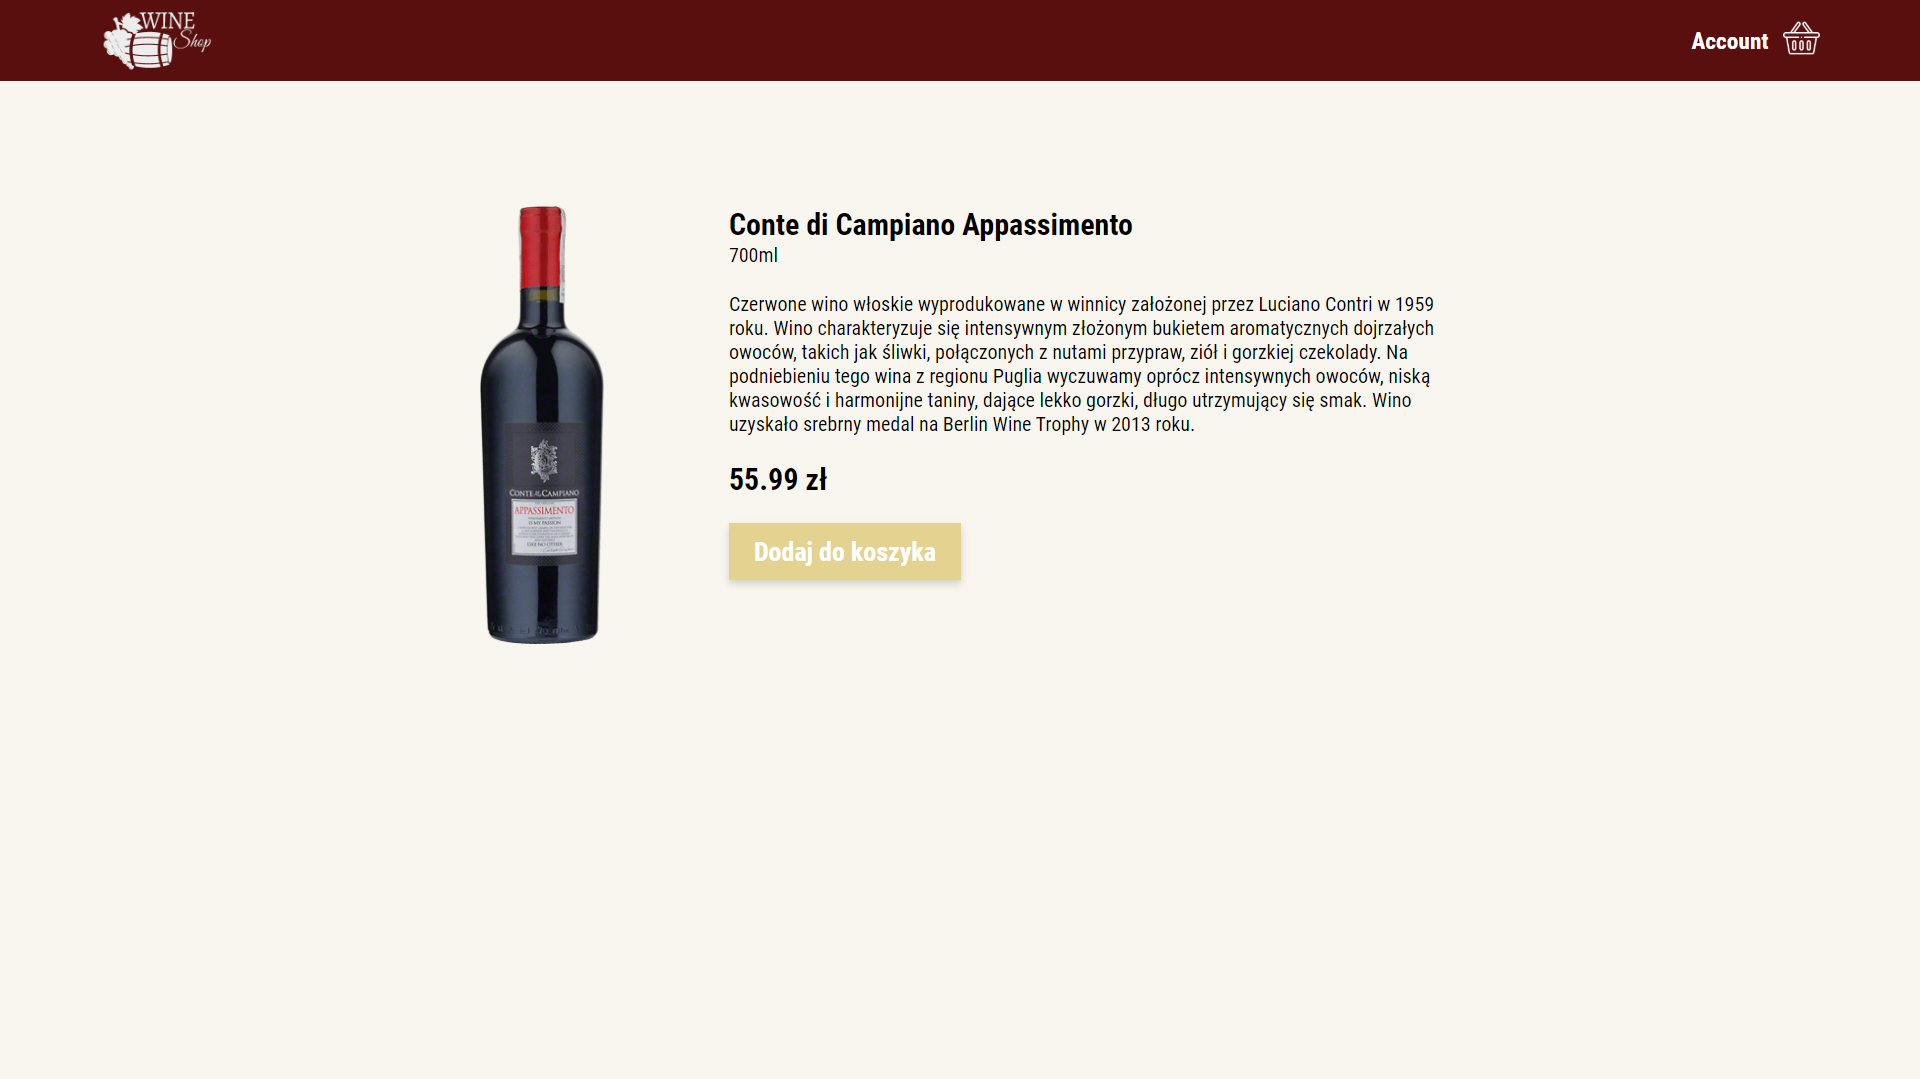 WINE
Shop
Account
Conte di Campiano Appassimento
700ml
Czerwone wino włoskie wyprodukowane w winnicy założonej przez Luciano Contri w 1959
roku. Wino charakteryzuje się intensywnym złożonym bukietem aromatycznych dojrzałych
owoców, takich jak śliwki, połączonych z nutami przypraw, ziół i gorzkiej czekolady. Na
podniebieniu tego wina z regionu Puglia wyczuwamy oprócz intensywnych owoców, niską
kwasowość i harmonijne taniny, dające lekko gorzki, długo utrzymujący się smak. Wino
uzyskało srebrny medal na Berlin Wine Trophy w 2013 roku.
55.99 zł
Dodaj do koszyka
CONTE di CAMPIANO
APPASSIMENTO
IS MY PASSION